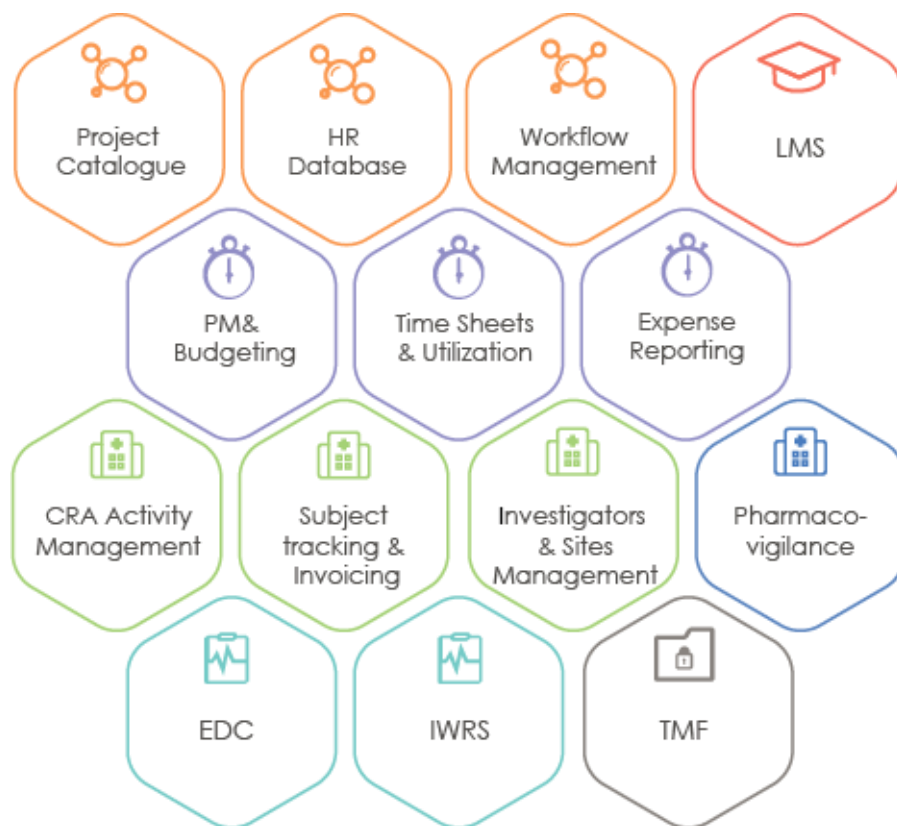 Project
Catalogue
HR
Database
Workflow
Management
LMS
PM&
Budgeting
Time Sheets
& Utilization
Expense
Reporting
CRA Activity
Management
Subject
tracking &
Invoicing
Investigators
& Sites
Management
Pharmaco-
vigilance
EDC
IWRS
TMF